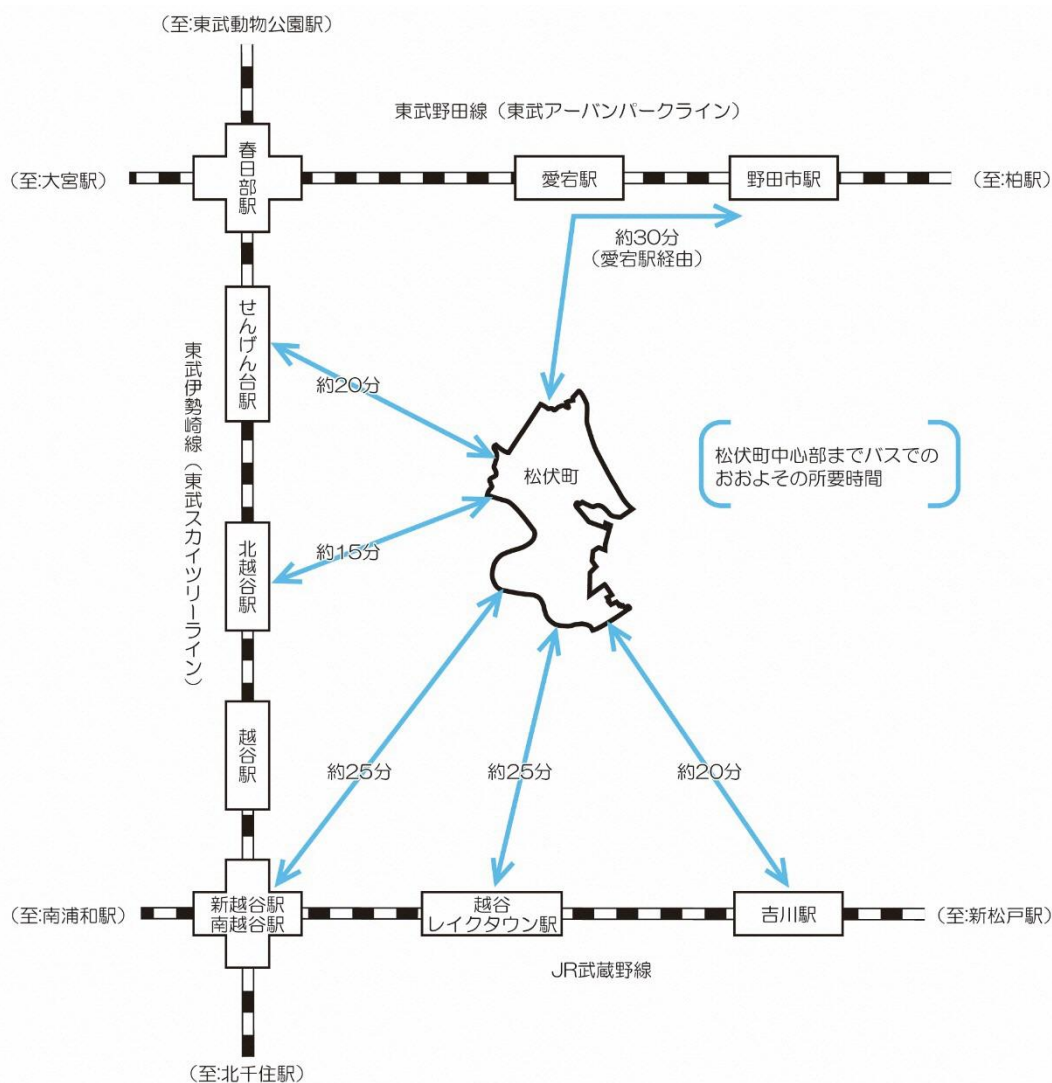 (至:東武動物公園駅)
東武野田線（東武アーバンパークライン）
(至:大宮駅)
春日部駅
愛宕駅
野田市駅
(至:柏駅)
約30分
(愛宕駅経由)
せんげん台駅
東武伊勢崎線（東武スカイツリーライン）
約20分
松伏町
松伏町中心部までバスでの
おおよその所要時間
北越谷駅
約15分
越谷駅
約25分
約25分
約20分
(至:南浦和駅)
新越谷駅
南越谷駅
越谷
レイクタウン駅
吉川駅
(至:新松戸駅)
JR武蔵野線
(至:北千住駅)